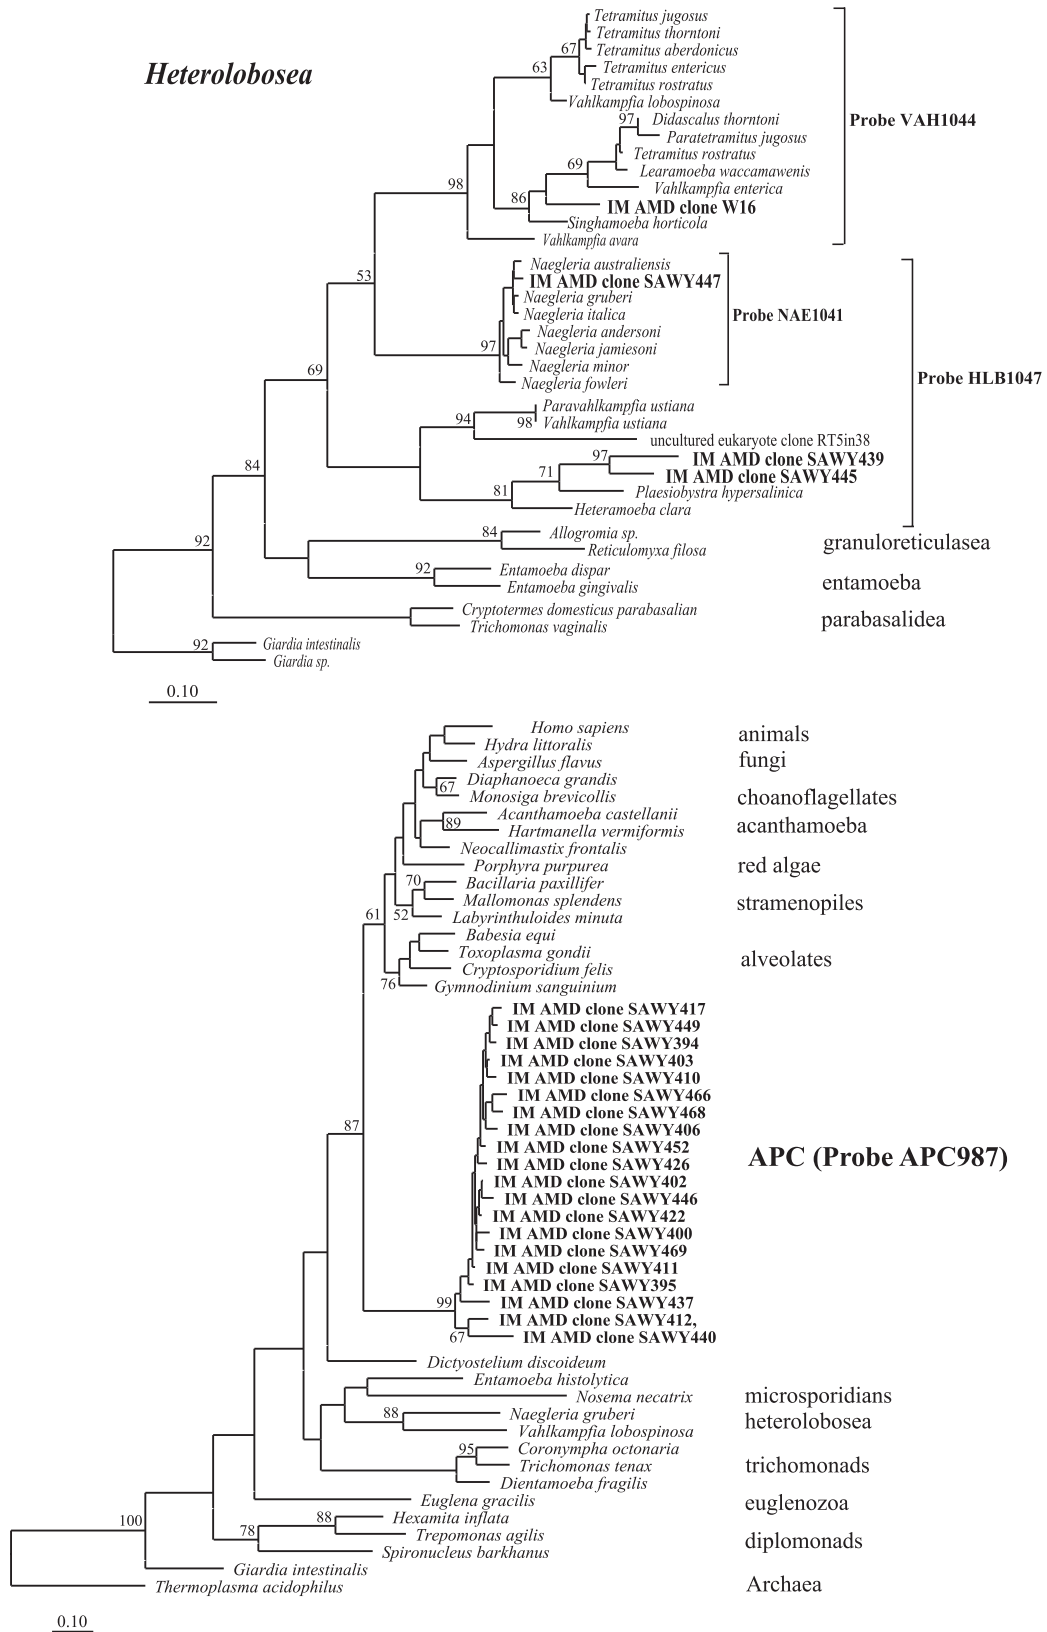 Heterolobosea
Tetramitus jugosus
Tetramitus thorntoni
67
Tetramitus aberdonicus
63
Tetramitus entericus
Tetramitus rostratus
Vahlkampfia lobospinosa
97
Didascalus thorntoni
Probe VAH1044
Paratetramitus jugosus
Tetramitus rostratus
69
Learamoeba waccamawenis
98
Vahlkampfia enterica
86
IM AMD clone W16
Singhamoeba horticola
Vahlkampfia avara
53
Naegleria australiensis
IM AMD clone SAWY447
Naegleria gruberi
Naegleria italica
Probe NAE1041
Naegleria andersoni
97
Naegleria jamiesoni
Naegleria minor
69
Naegleria fowleri
Probe HLB1047
Paravahlkampfia ustiana
94
98
Vahlkampfia ustiana
uncultured eukaryote clone RT5in38
97
IM AMD clone SAWY439
84
71
IM AMD clone SAWY445
81
Plaesiobystra hypersalinica
Heteramoeba clara
84
Allogromia sp.
92
Reticulomyxa filosa
granuloreticulasea
92
Entamoeba dispar
Entamoeba gingivalis
entamoeba
Cryptotermes domesticus parabasalian
Trichomonas vaginalis
parabasalidea
92
Giardia intestinalis
Giardia sp.
0.10
Homo sapiens
animals
Hydra littoralis
Aspergillus flavus
fungi
Diaphanoeca grandis
67
Monosiga brevicollis
choanoflagellates
Acanthamoeba castellanii
89
Hartmanella vermiformis
acanthamoeba
Neocallimastix frontalis
Porphyra purpurea
red algae
70
Bacillaria paxillifer
Mallomonas splendens
stramenopiles
61
52
Labyrinthuloides minuta
Babesia equi
Toxoplasma gondii
alveolates
Cryptosporidium felis
76
Gymnodinium sanguinium
IM AMD clone SAWY417
IM AMD clone SAWY449
IM AMD clone SAWY394
IM AMD clone SAWY403
IM AMD clone SAWY410
IM AMD clone SAWY466
IM AMD clone SAWY468
87
IM AMD clone SAWY406
IM AMD clone SAWY452
APC (Probe APC987)
IM AMD clone SAWY426
IM AMD clone SAWY402
IM AMD clone SAWY446
IM AMD clone SAWY422
IM AMD clone SAWY400
IM AMD clone SAWY469
IM AMD clone SAWY411
IM AMD clone SAWY395
99
IM AMD clone SAWY437
IM AMD clone SAWY412,
67
IM AMD clone SAWY440
Dictyostelium discoideum
Entamoeba histolytica
Nosema necatrix
microsporidians
88
Naegleria gruberi
heterolobosea
Vahlkampfia lobospinosa
95
Coronympha octonaria
Trichomonas tenax
trichomonads
Dientamoeba fragilis
Euglena gracilis
euglenozoa
100
88
Hexamita inflata
78
Trepomonas agilis
diplomonads
Spironucleus barkhanus
Giardia intestinalis
Thermoplasma acidophilus
Archaea
0.10